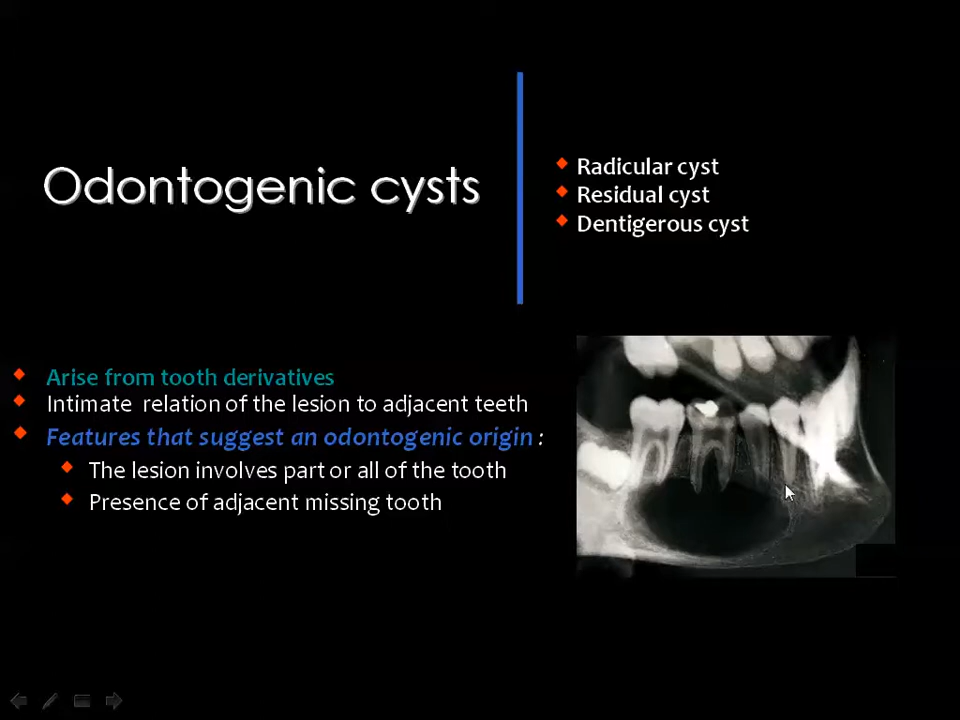 Odontogenic cysts
Radicular cyst
Residual cyst
Dentigerous cyst
Arise from tooth derivatives
Intimate relation of the lesion to adjacent teeth
Features that suggest an odontogenic origin :
The lesion involves part or all of the tooth
Presence of adjacent missing tooth